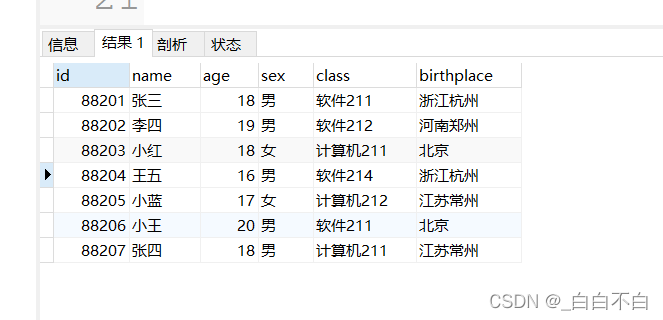 信息 结果 1 剖析 状态
id name age sex class birthplace
88201 张三 18 男 软件211 浙江杭州
88202 李四 19 男 软件212 河南郑州
88203 小红 18 女 计算机211 北京
88204 王五 16 男 软件214 浙江杭州
88205 小蓝 17 女 计算机212 江苏常州
88206 小王 20 男 软件211 北京
88207 张四 18 男 计算机211 江苏常州
CSDN @_白白不白